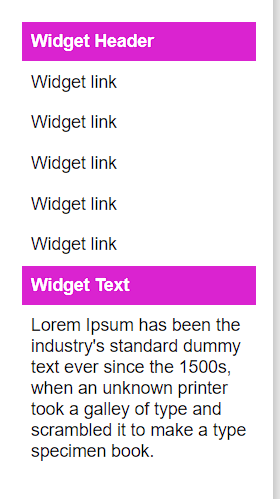 Widget Header
Widget link
Widget link
Widget link
Widget link
Widget link
Widget Text
Lorem Ipsum has been the
industry's standard dummy
text ever since the 1500s,
when an unknown printer
took a galley of type and
scrambled it to make a type
specimen book.